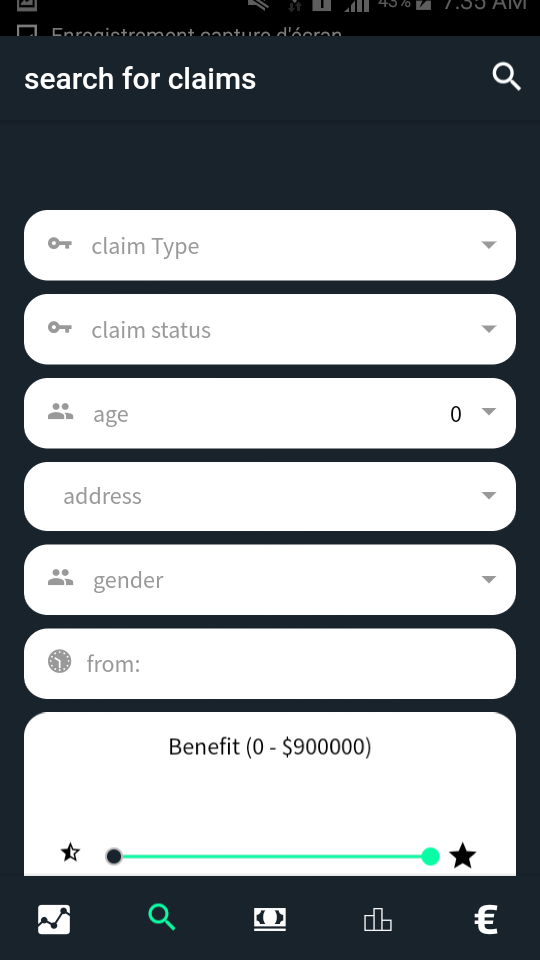 43% 7:35 AM
Enregistrement capture d'écran
search for claims
claim Type
claim status
age 0
address
gender
from:
Benefit (0 - $900000)
€